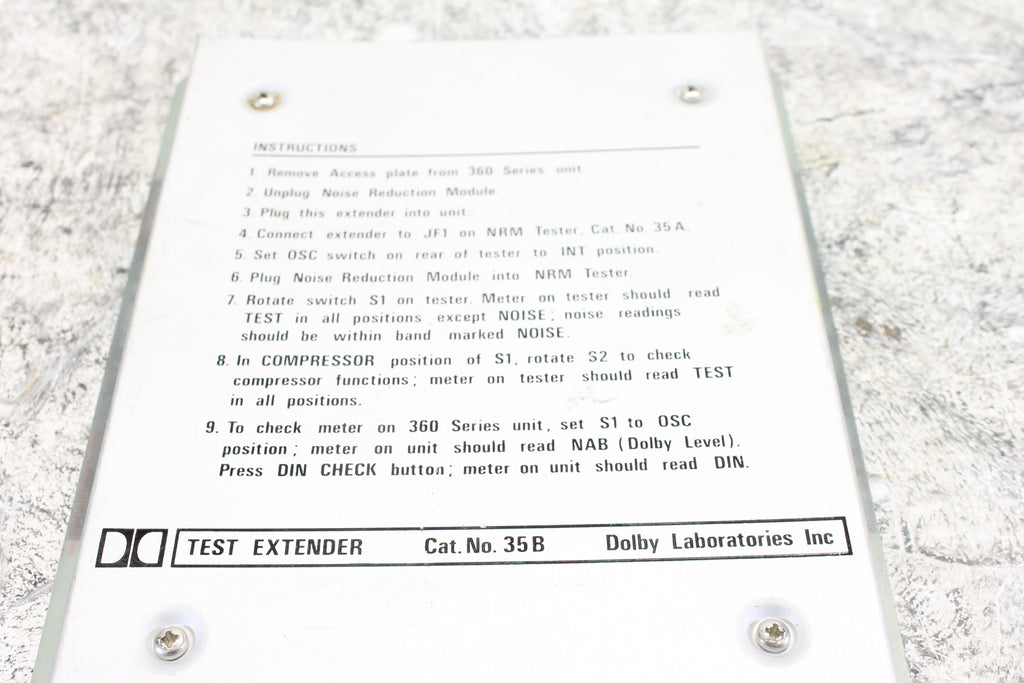 INSTRUCTIONS
1. Remove Access plate from 360 Series unit.
2. Unplug Noise Reduction Module.
3. Plug this extender into unit.
4. Connect extender to JF1 on NRM Tester, Cat. No. 35A.
5. Set OSC switch on rear of tester to INT position.
6. Plug Noise Reduction Module into NRM Tester.
7. Rotate switch S1 on tester. Meter on tester should read
TEST in all positions except NOISE; noise readings
should be within band marked NOISE.
8. In COMPRESSOR position of S1, rotate S2 to check
compressor functions; meter on tester should read TEST
in all positions.
9. To check meter on 360 Series unit, set S1 to OSC
position; meter on unit should read NAB (Dolby Level).
Press DIN CHECK button; meter on unit should read DIN.
TEST EXTENDER Cat. No. 35B Dolby Laboratories Inc